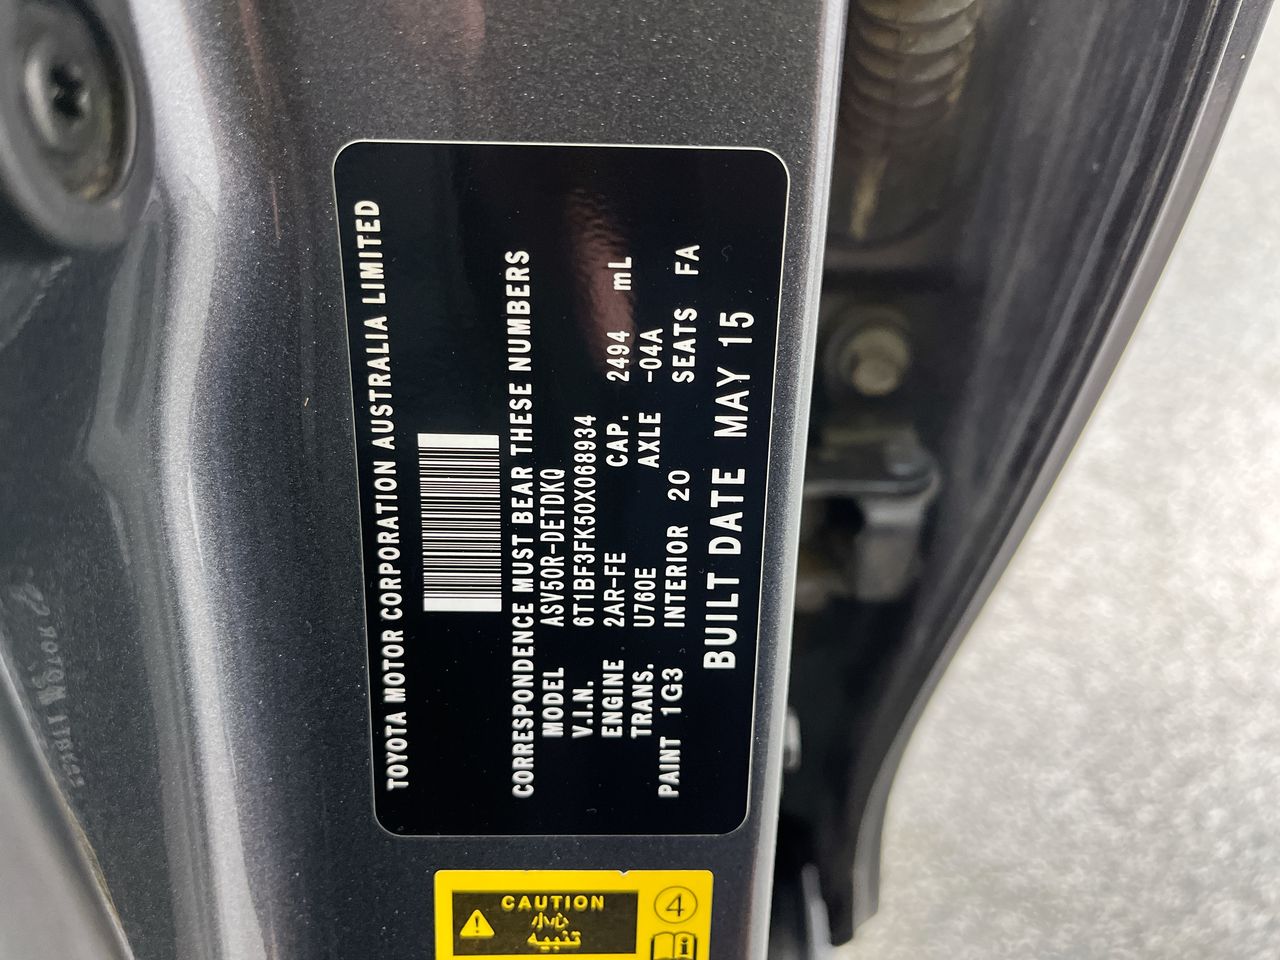 TOYOTA MOTOR CORPORATION AUSTRALIA LIMITED
CORRESPONDENCE MUST BEAR THESE NUMBERS
MODEL ASV50R-DETDKQ
V.I.N. 6T1BF3FK50X068934
ENGINE 2AR-FE CAP. 2494 mL
TRANS. U760E AXLE -04A
PAINT 1G3 INTERIOR 20 SEATS FA
BUILT DATE MAY 15
CAUTION
小心
تنبيه
4
i